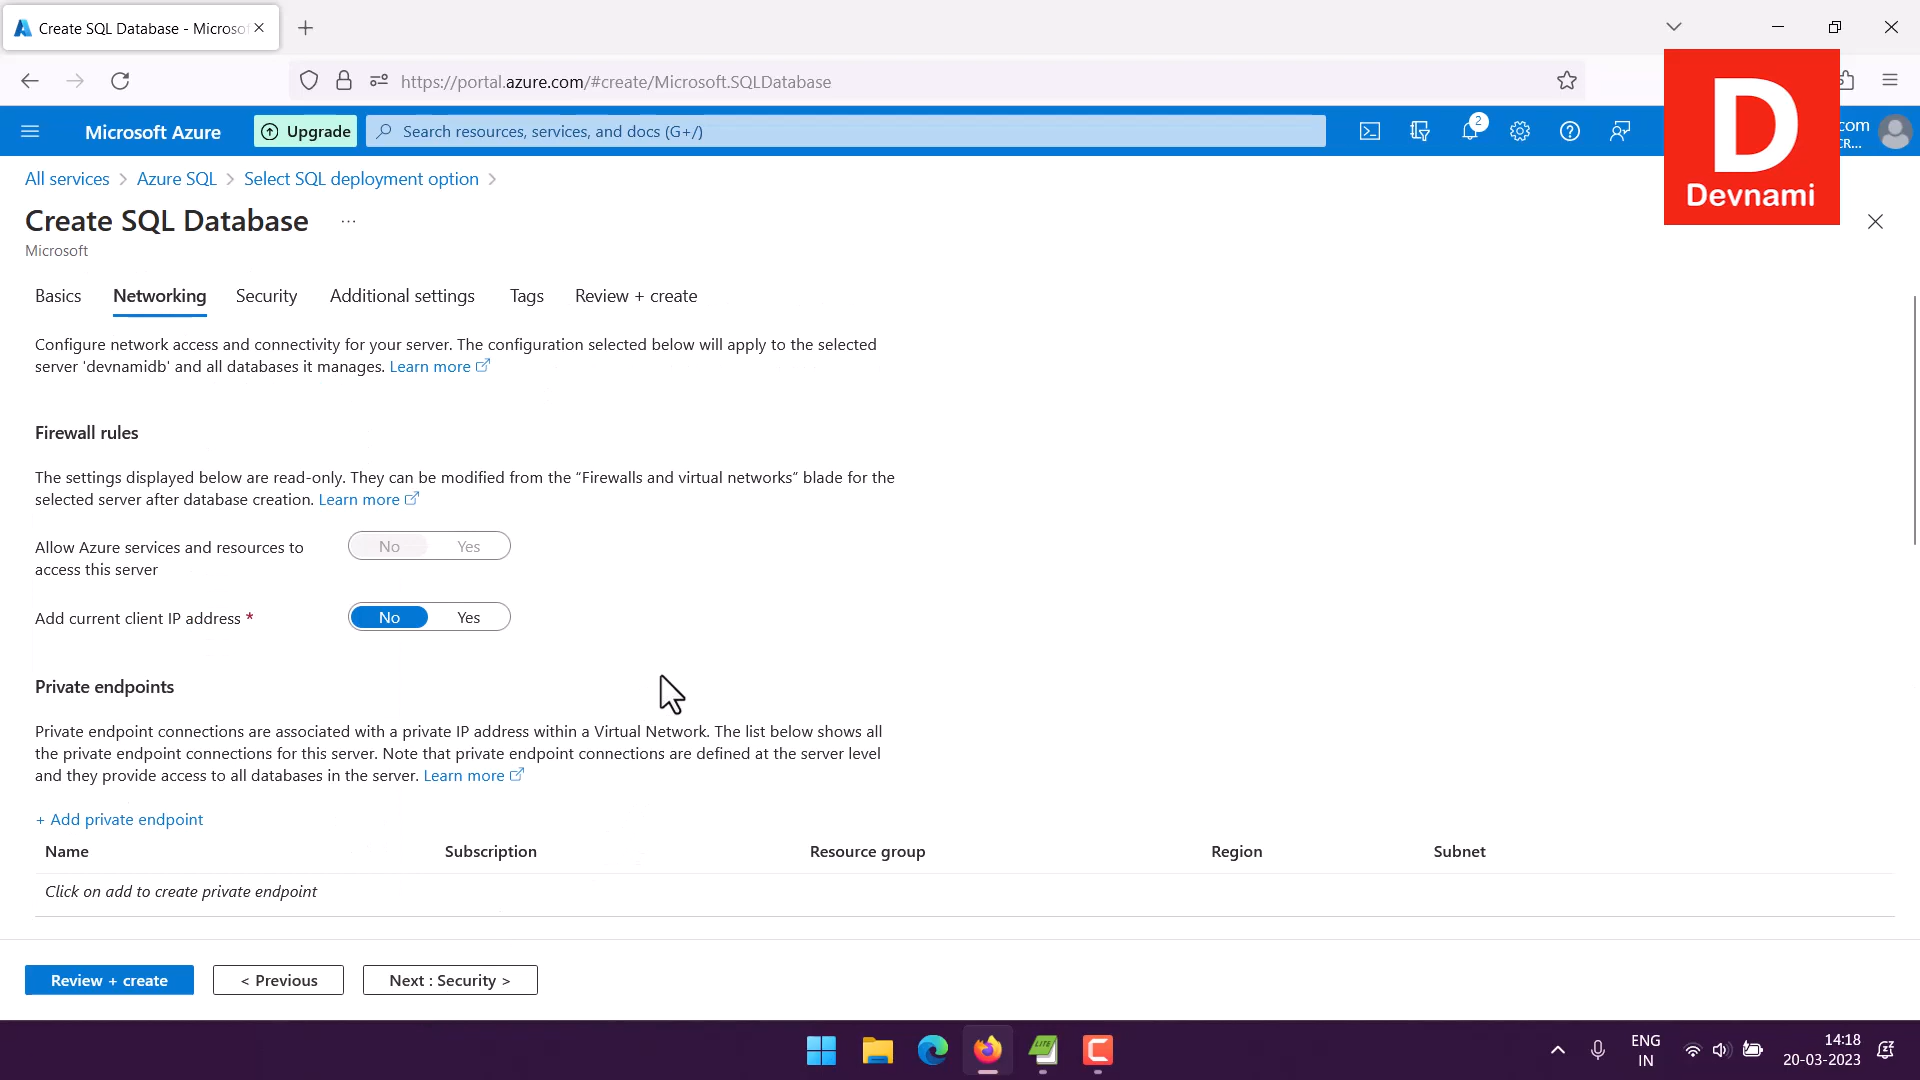 Create SQL Database - Microsof
https://portal.azure.com/#create/Microsoft.SQLDatabase
Microsoft Azure
Upgrade
Search resources, services, and docs (G+/)
2
com
CR...
D
Devnami
All services > Azure SQL > Select SQL deployment option >
Create SQL Database ...
Microsoft
Basics Networking Security Additional settings Tags Review + create
Configure network access and connectivity for your server. The configuration selected below will apply to the selected
server 'devnamidb' and all databases it manages. Learn more
Firewall rules
The settings displayed below are read-only. They can be modified from the “Firewalls and virtual networks” blade for the
selected server after database creation. Learn more
Allow Azure services and resources to
access this server
No Yes
Add current client IP address *
No Yes
Private endpoints
Private endpoint connections are associated with a private IP address within a Virtual Network. The list below shows all
the private endpoint connections for this server. Note that private endpoint connections are defined at the server level
and they provide access to all databases in the server. Learn more
+ Add private endpoint
Name Subscription Resource group Region Subnet
Click on add to create private endpoint
Review + create < Previous Next : Security >
LITE
ENG
IN
14:18
20-03-2023